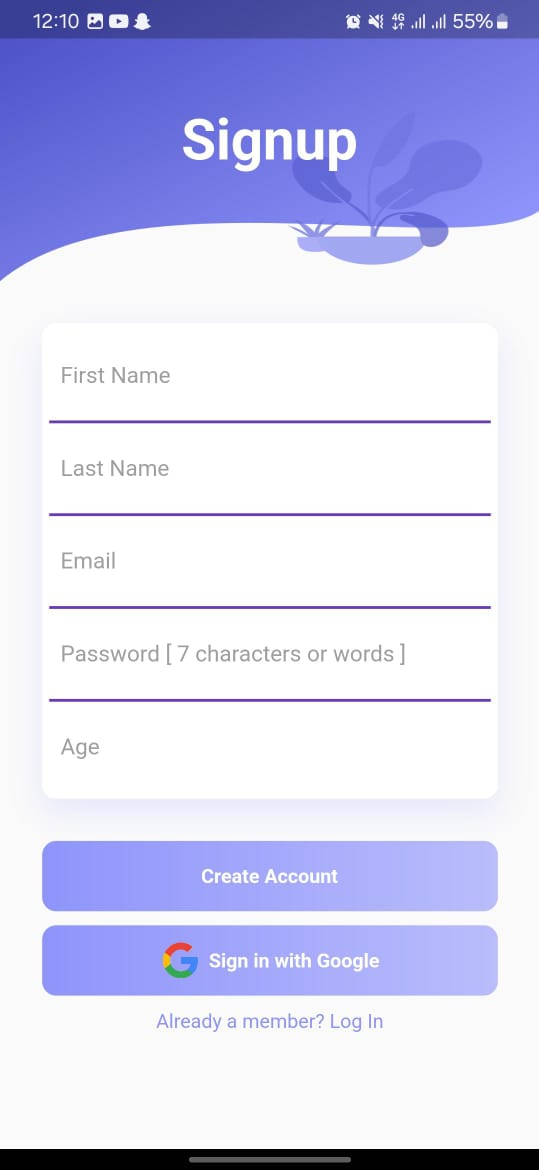 12:10
4G
55%
Signup
First Name
Last Name
Email
Password [ 7 characters or words ]
Age
Create Account
Sign in with Google
Already a member? Log In